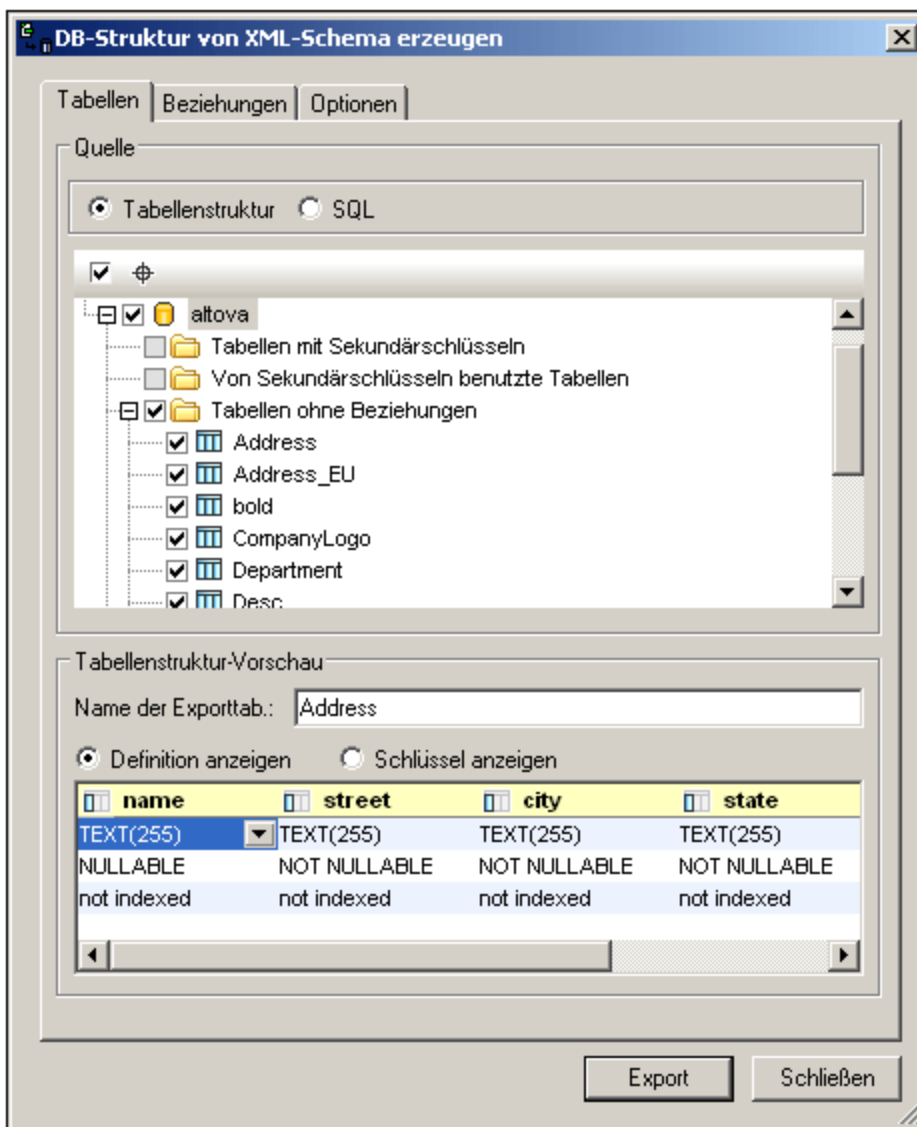 DB-Struktur von XML-Schema erzeugen
Tabellen Beziehungen Optionen
Quelle
Tabellenstruktur SQL
altova
Tabellen mit Sekundärschlüsseln
Von Sekundärschlüsseln benutzte Tabellen
Tabellen ohne Beziehungen
Address
Address_EU
bold
CompanyLogo
Department
Desc
Tabellenstruktur-Vorschau
Name der Exporttab.: Address
Definition anzeigen Schlüssel anzeigen
name street city state
TEXT(255) TEXT(255) TEXT(255) TEXT(255)
NULLABLE NOT NULLABLE NOT NULLABLE NOT NULLABLE
not indexed not indexed not indexed not indexed
Export Schließen